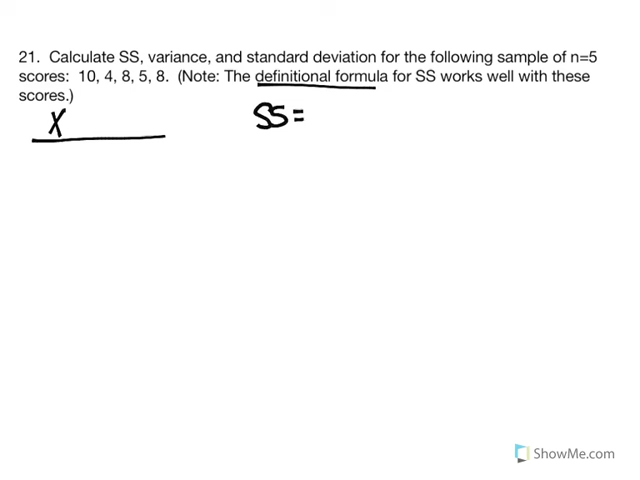 21. Calculate SS, variance, and standard deviation for the following sample of n=5
scores: 10, 4, 8, 5, 8. (Note: The definitional formula for SS works well with these
scores.)
X SS=
ShowMe.com